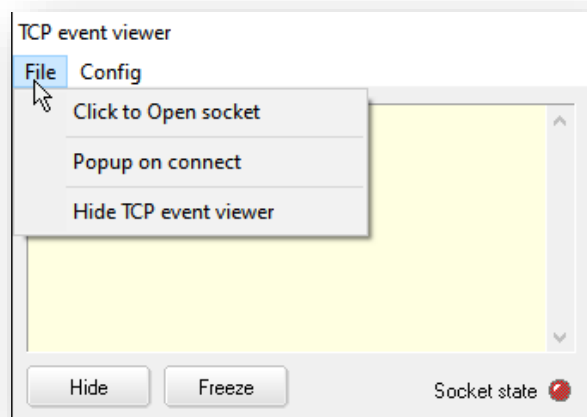 TCP event viewer
File Config
Click to Open socket
Popup on connect
Hide TCP event viewer
Hide Freeze Socket state